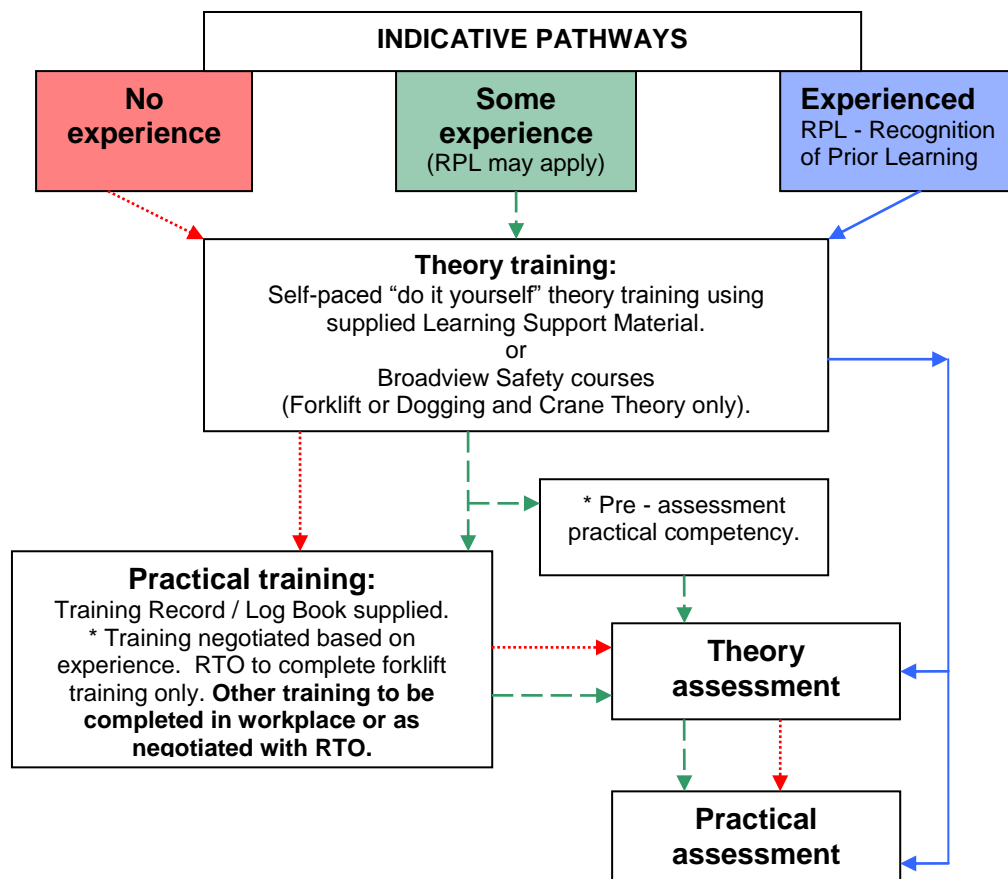 INDICATIVE PATHWAYS
No
experience
Some
experience
(RPL may apply)
Experienced
RPL - Recognition
of Prior Learning
Theory training:
Self-paced “do it yourself” theory training using
supplied Learning Support Material.
or
Broadview Safety courses
(Forklift or Dogging and Crane Theory only).
* Pre - assessment
practical competency.
Practical training:
Training Record / Log Book supplied.
* Training negotiated based on
experience.  RTO to complete forklift
training only. Other training to be
completed in workplace or as
negotiated with RTO.
Theory
assessment
Practical
assessment